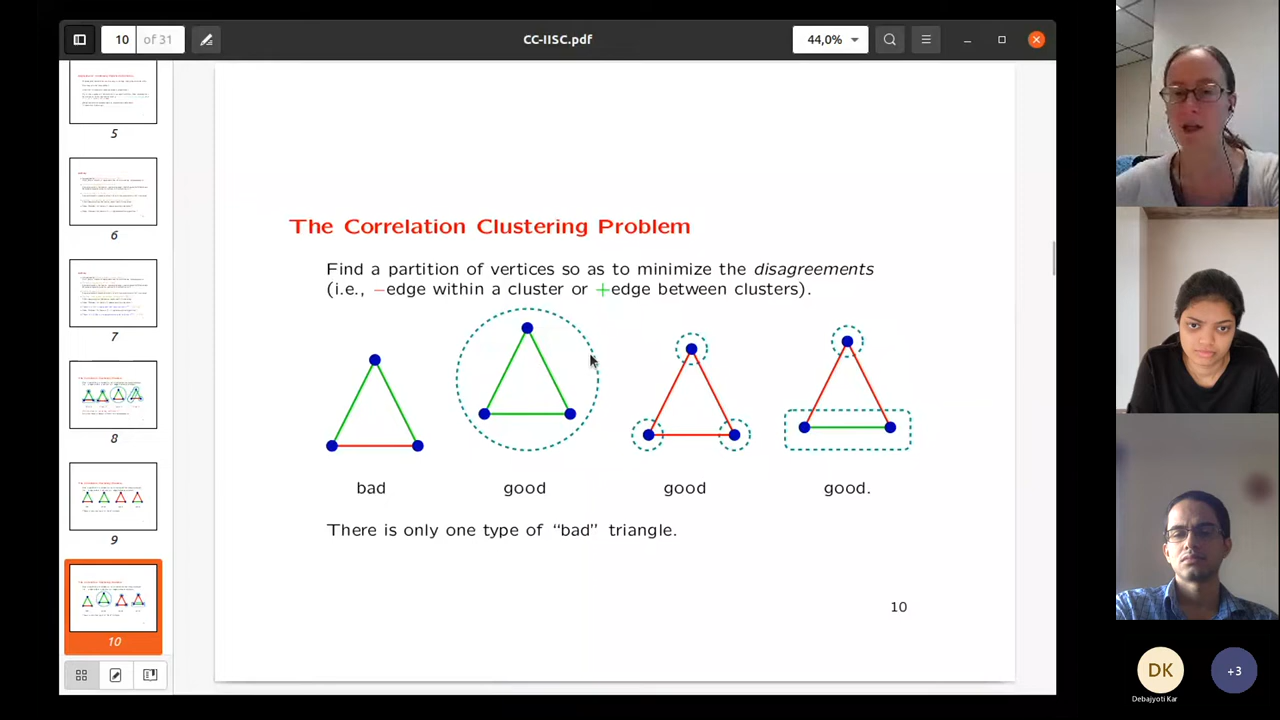 10 of 31
CC-IISC.pdf
44,0%
5
6
7
8
9
10
The Correlation Clustering Problem
Find a partition of vertices so as to minimize the disagreements
(i.e., −edge within a cluster or +edge between clusters).
bad good good good.
There is only one type of “bad” triangle.
10
DK
Debajyoti Kar
+3